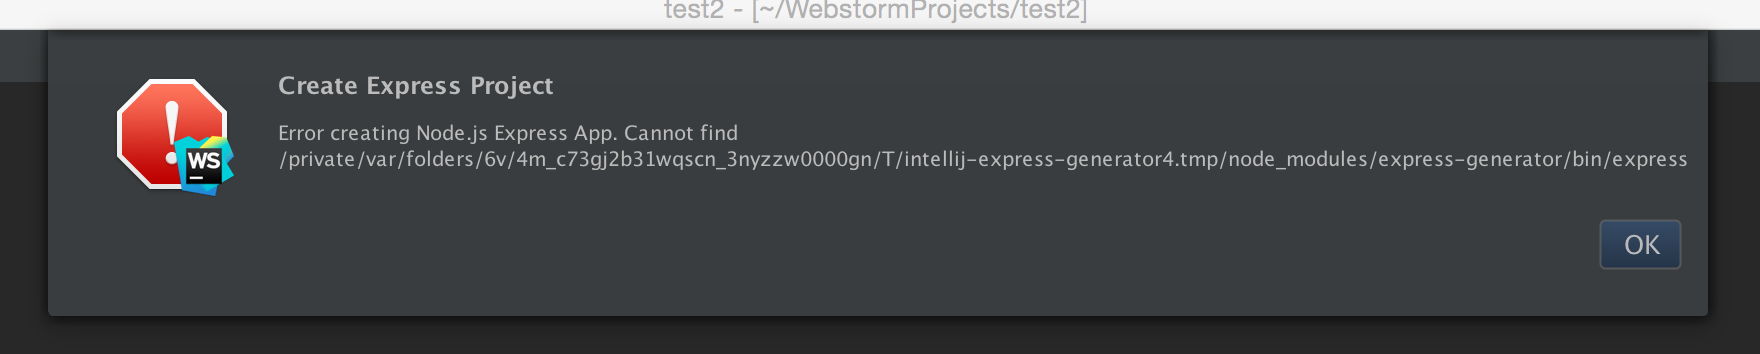 test2 - [~/WebstormProjects/test2]
Create Express Project
Error creating Node.js Express App. Cannot find
/private/var/folders/6v/4m_c73gj2b31wqscn_3nyzzw0000gn/T/intellij-express-generator4.tmp/node_modules/express-generator/bin/express
WS
OK